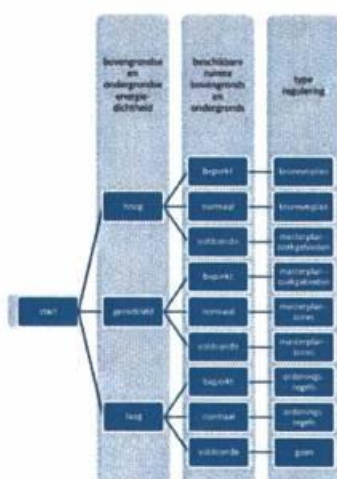 bovengrondse
en
ondergrondse
energie-
dichtheid
beschikbare
ruimte
bovengronds
en
ondergronds
type
regulering
start
hoog
gemiddeld
laag
beperkt
normaal
voldoende
beperkt
normaal
voldoende
beperkt
normaal
voldoende
bronnenplan
bronnenplan
masterplan-
zoekgebieden
masterplan-
zoekgebieden
masterplan-
zones
masterplan-
zones
ordenings-
regels
ordenings-
regels
geen